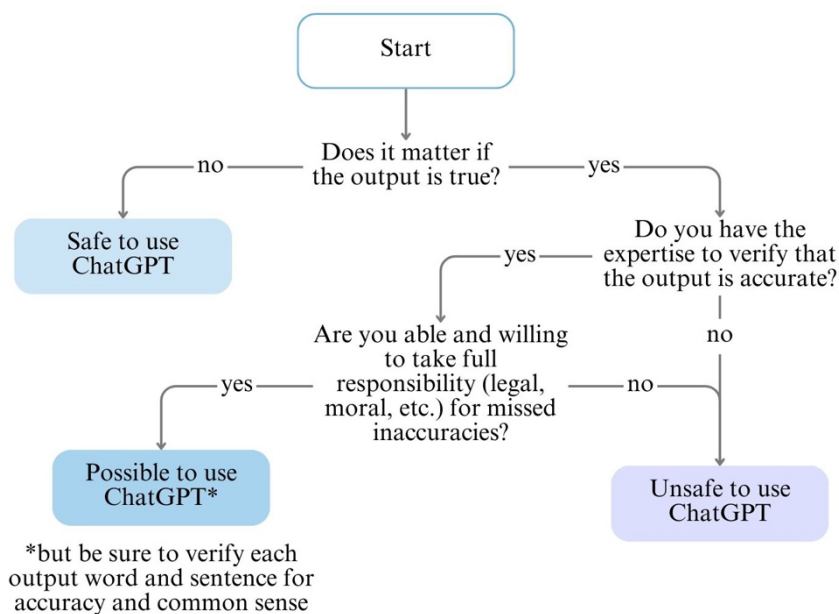 Start
Does it matter if
the output is true?
no
yes
Safe to use
ChatGPT
Do you have the
expertise to verify that
the output is accurate?
yes
no
Are you able and willing
to take full
responsibility (legal,
moral, etc.) for missed
inaccuracies?
yes
no
Possible to use
ChatGPT*
Unsafe to use
ChatGPT
*but be sure to verify each
output word and sentence for
accuracy and common sense